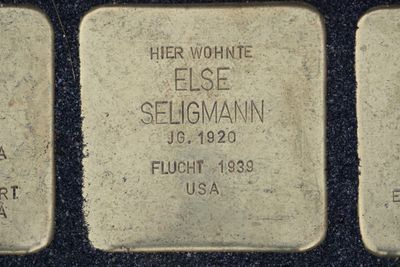 HIER WOHNTE
ELSE
SELIGMANN
JG. 1920
FLUCHT 1939
USA